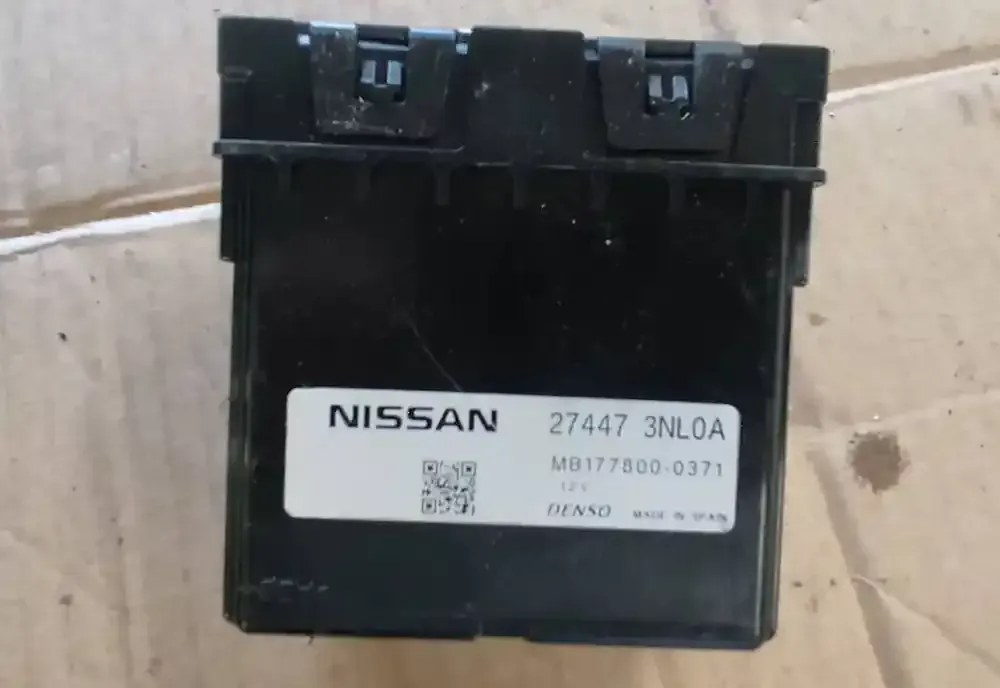 NISSAN 27447 3NL0A
MB177800-0371
12V
DENSO MADE IN SPAIN